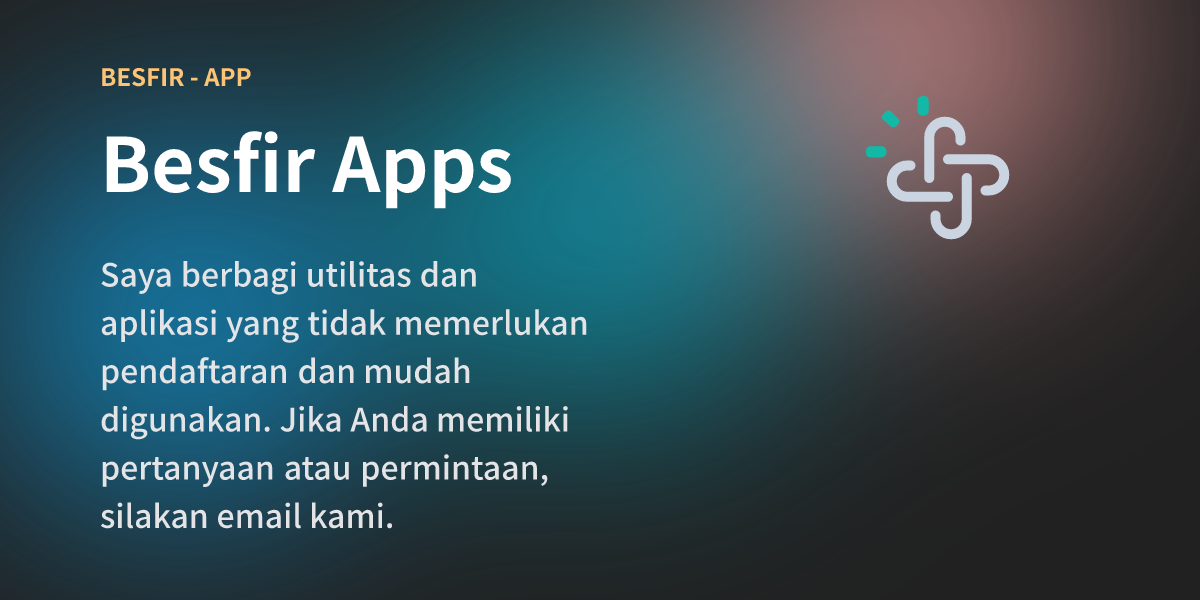 BESFIR - APP
Besfir Apps
Saya berbagi utilitas dan
aplikasi yang tidak memerlukan
pendaftaran dan mudah
digunakan. Jika Anda memiliki
pertanyaan atau permintaan,
silakan email kami.